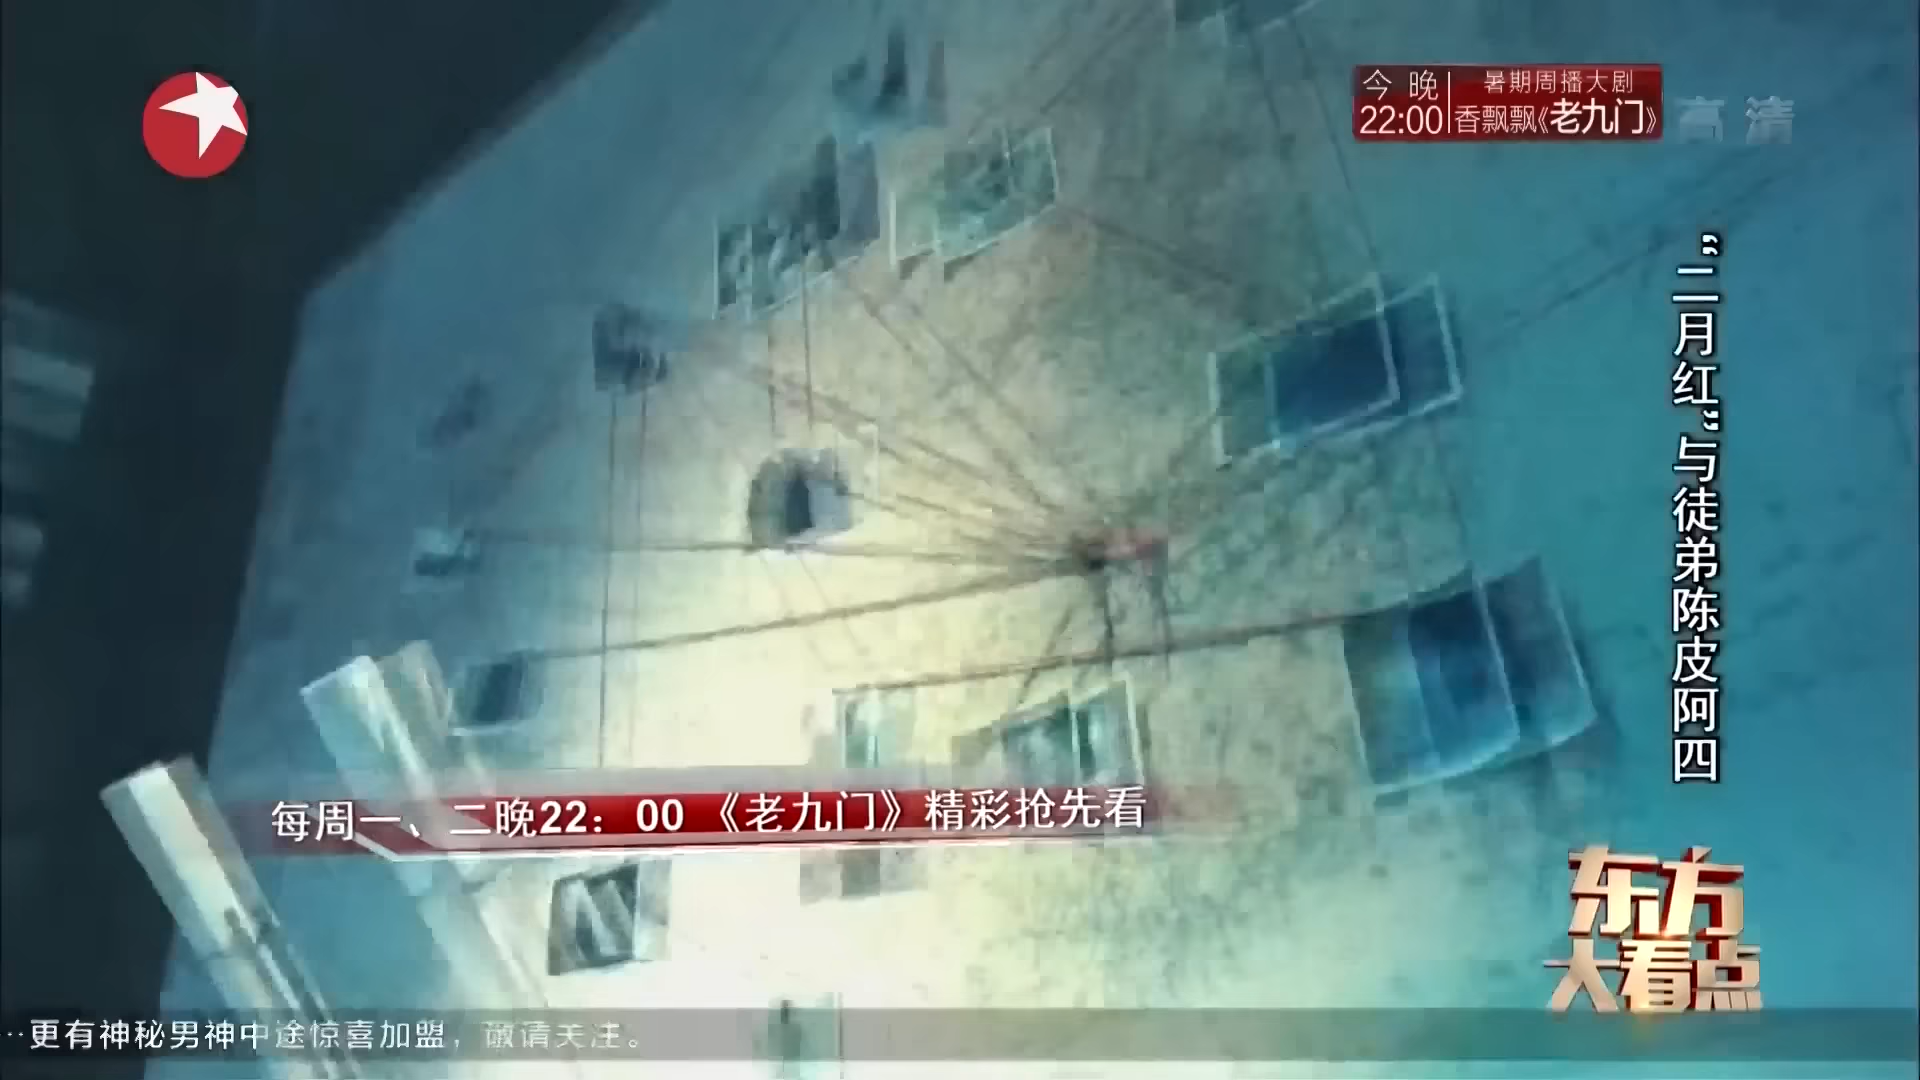 今晚
22:00
暑期周播大剧
香飘飘《老九门》
高清
“二月红“与徒弟陈皮阿四
每周一、二晚22：00《老九门》精彩抢先看
东方
大看点
…更有神秘男神中途惊喜加盟，敬请关注。